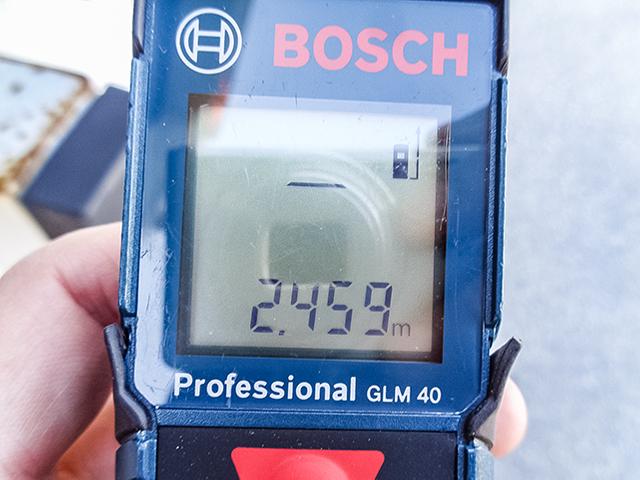 BOSCH
2.459m
Professional GLM 40